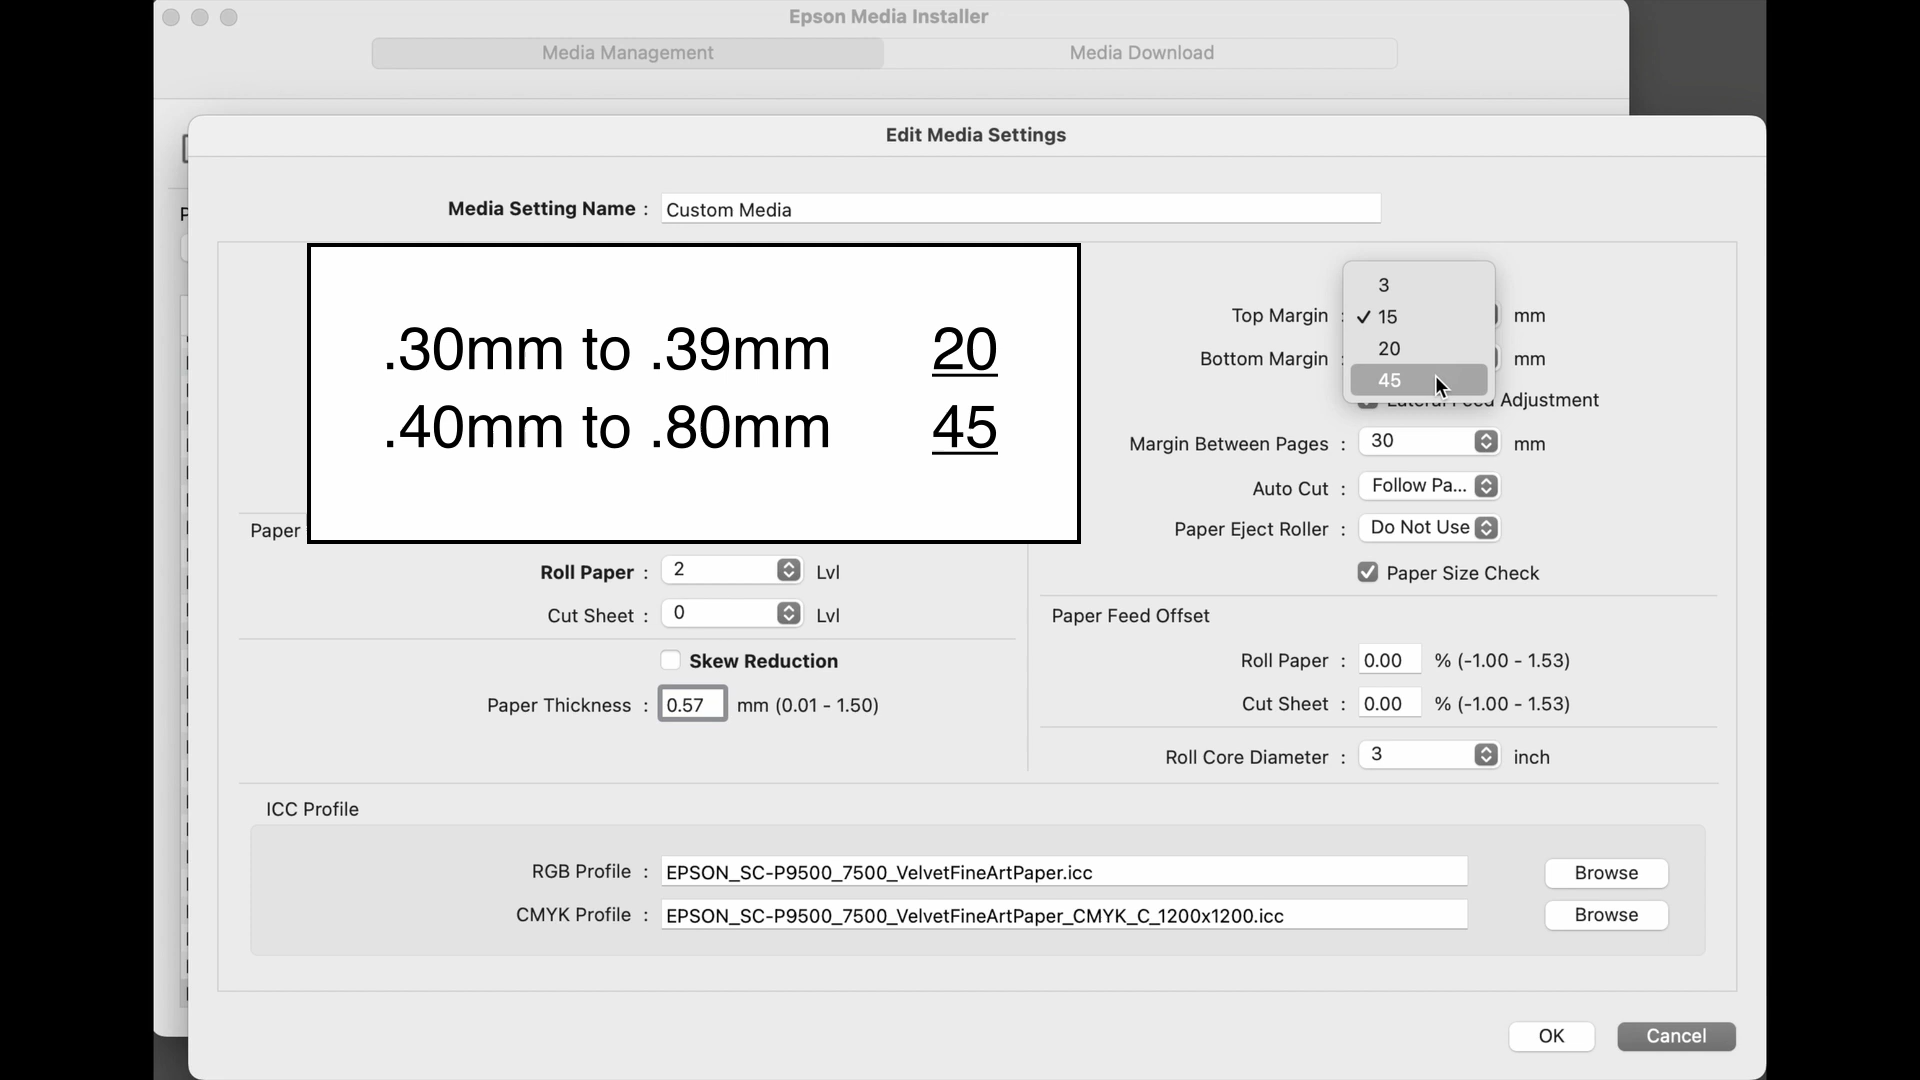 Epson Media Installer
Media Management
Media Download
Edit Media Settings
Media Setting Name : Custom Media
.30mm to .39mm 20
.40mm to .80mm 45
3
Top Margin : ✓ 15 mm
20
Bottom Margin : mm
45
Adjustment
Margin Between Pages : 30 mm
Auto Cut : Follow Pa...
Paper Eject Roller : Do Not Use
Paper Size Check
Paper
Roll Paper : 2 Lvl
Cut Sheet : 0 Lvl
Skew Reduction
Paper Thickness : 0.57 mm (0.01 - 1.50)
Paper Feed Offset
Roll Paper : 0.00 % (-1.00 - 1.53)
Cut Sheet : 0.00 % (-1.00 - 1.53)
Roll Core Diameter : 3 inch
ICC Profile
RGB Profile : EPSON_SC-P9500_7500_VelvetFineArtPaper.icc Browse
CMYK Profile : EPSON_SC-P9500_7500_VelvetFineArtPaper_CMYK_C_1200x1200.icc Browse
OK
Cancel